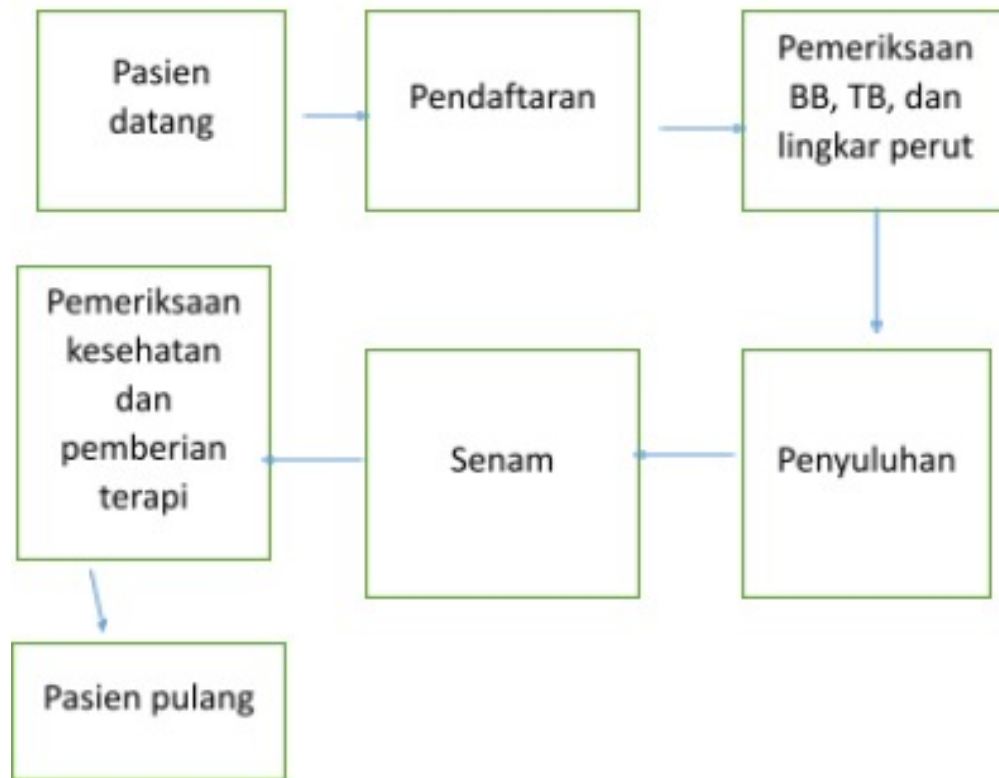 Pasien
datang
Pendaftaran
Pemeriksaan
BB, TB, dan
lingkar perut
Penyuluhan
Senam
Pemeriksaan
kesehatan
dan
pemberian
terapi
Pasien pulang